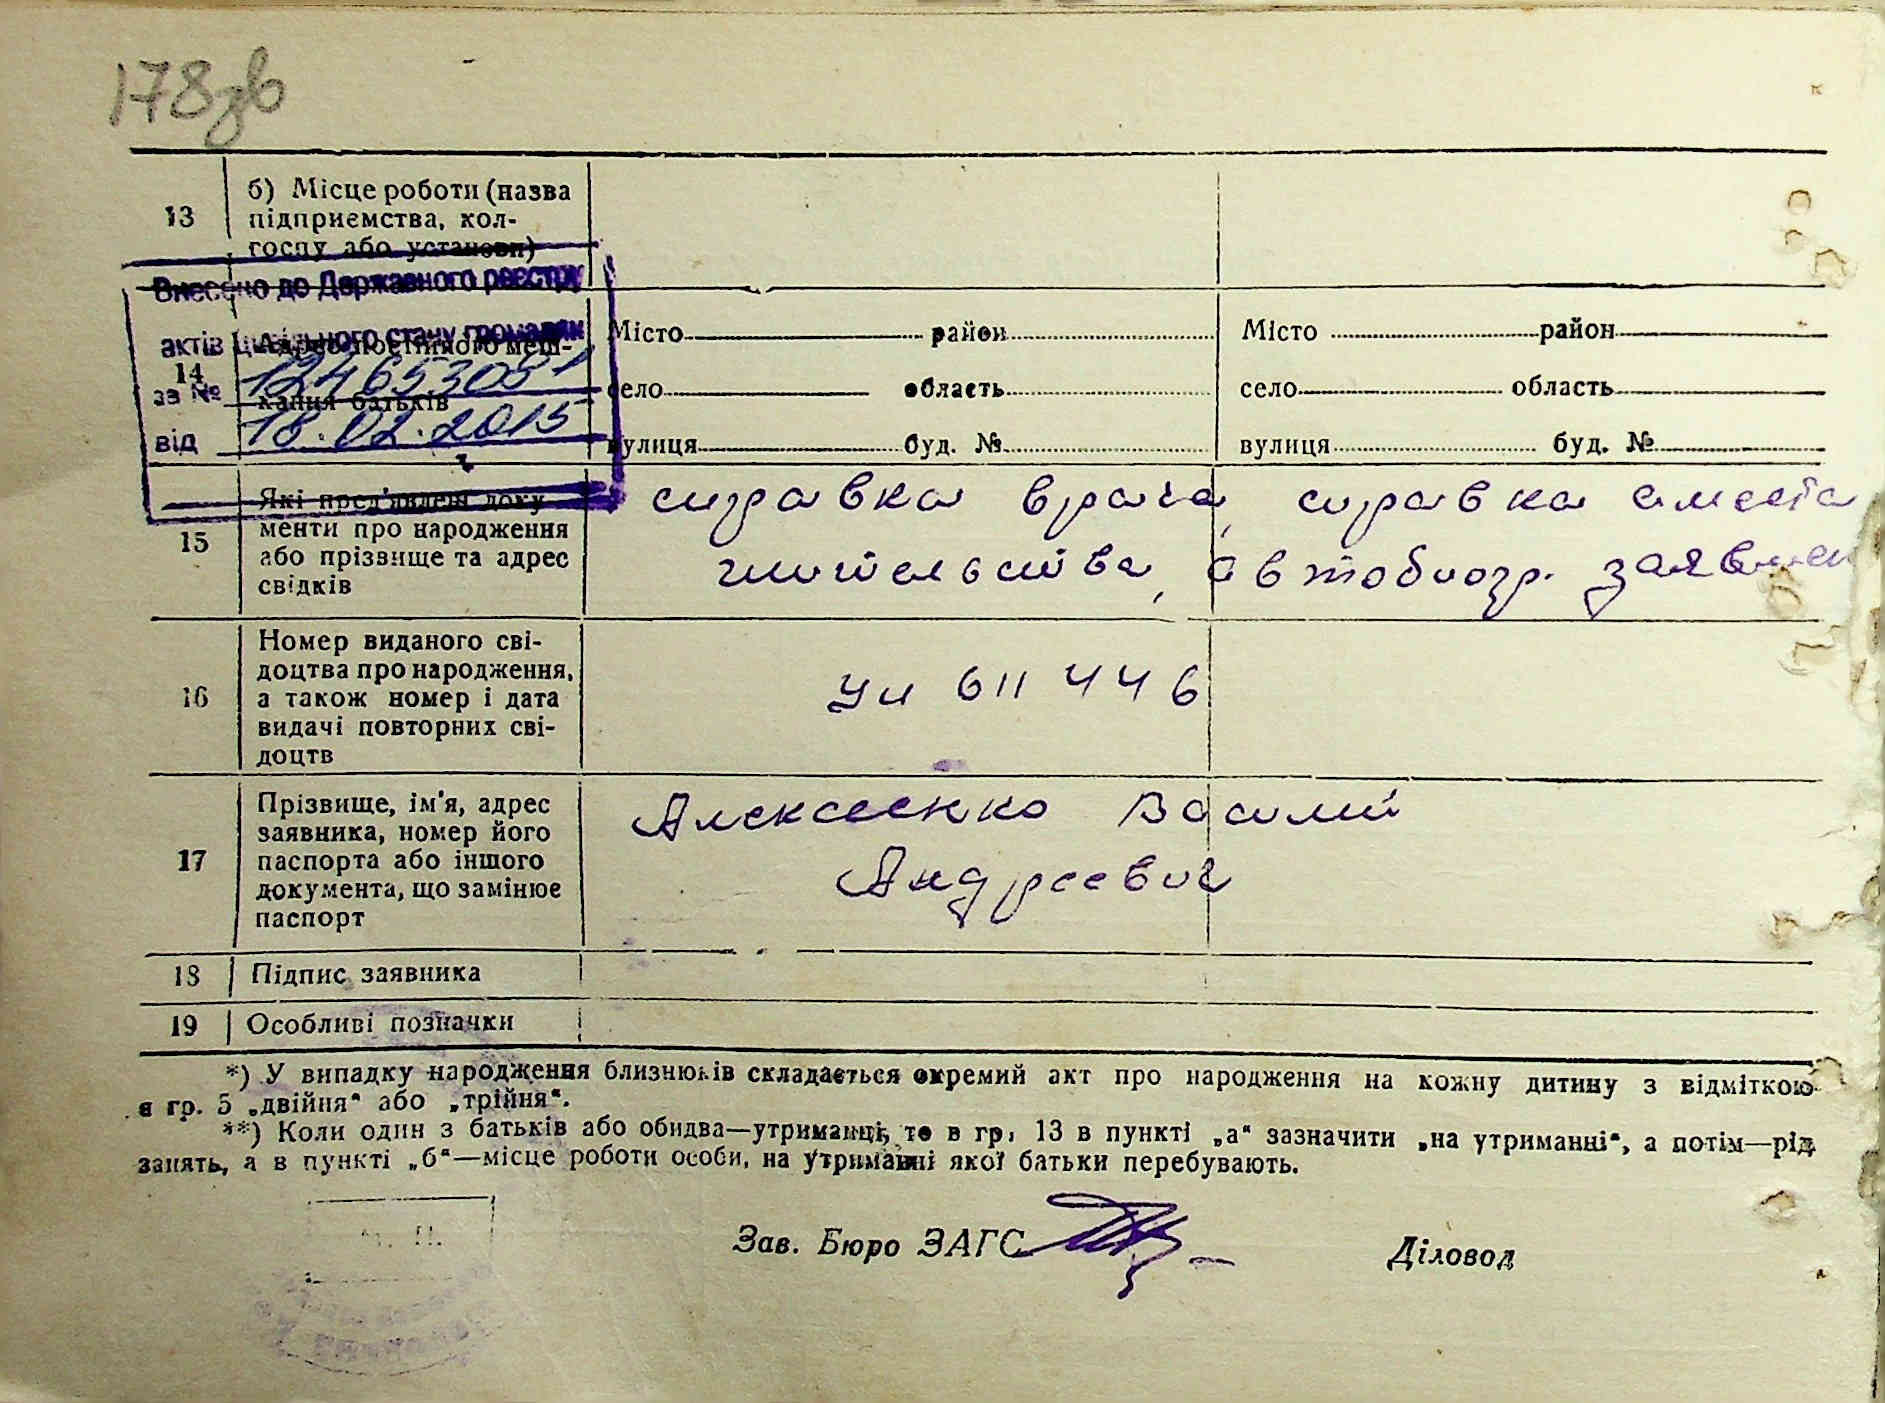 178зв
13
б) Місце роботи (назва
підприємства, кол-
госпу або установи)
Внесено до Державного реєстру
актів цивільного стану громадян
за № 124653051
від 18.02.2015
14
Адрес постійного меш-
кання батьків
Місто район
село область
вулиця буд. №
Місто район
село область
вулиця буд. №
15
Які пред'явлені доку-
менти про народження
або прізвище та адрес
свідків
справка врача, справка с места
жительства, автобиогр. заявлен
16
Номер виданого сві-
доцтва про народження,
а також номер і дата
видачі повторних сві-
доцтв
611446
17
Прізвище, ім'я, адрес
заявника, номер його
паспорта або іншого
документа, що замінює
паспорт
Алексеенко Василий
Андреевич
18 Підпис заявника
19 Особливі позначки
*) У випадку народження близнюків складається окремий акт про народження на кожну дитину з відміткою
в гр. 5 „двійня“ або „трійня“.
**) Коли один з батьків або обидва—утриманці, то в гр. 13 в пункті „а“ зазначити „на утриманні“, а потім—рід
занять, а в пункті „б“—місце роботи особи, на утриманні якої батьки перебувають.
М. П.
Зав. Бюро ЗАГС
Діловод